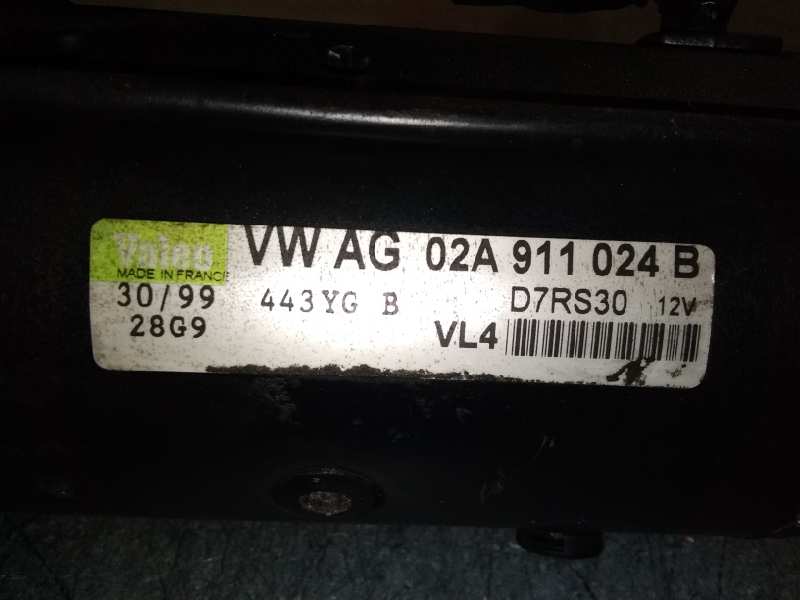 Valeo VW AG 02A 911 024 B
MADE IN FRANCE
30/99 443YG B D7RS30 12V
28G9 VL4